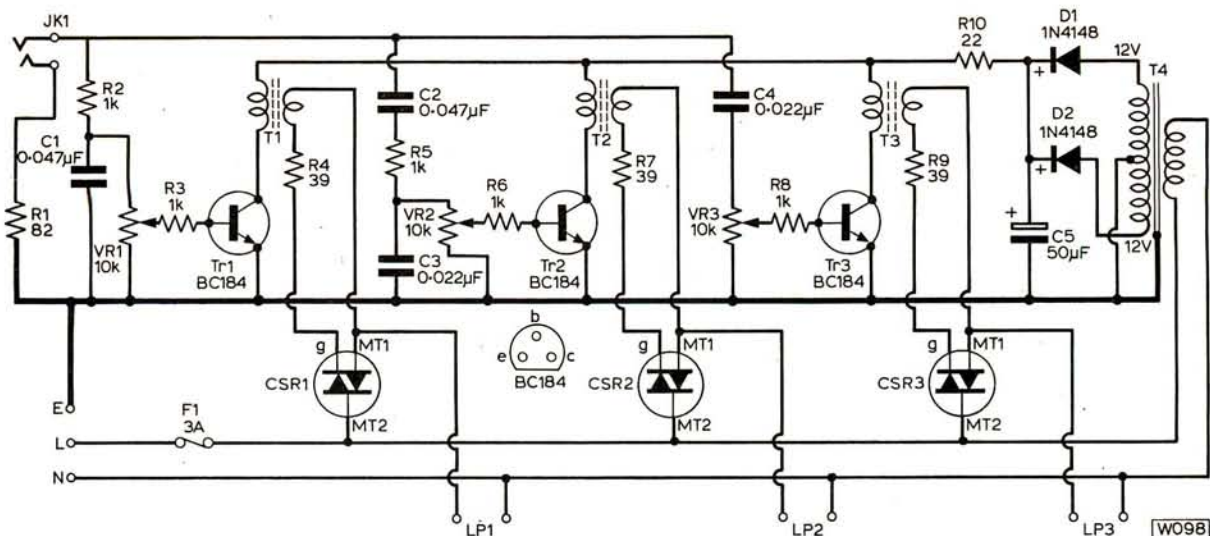 JK1
R2
1k
C1
0·047µF
R1
82
VR1
10k
R3
1k
Tr1
BC184
T1
R4
39
C2
0·047µF
R5
1k
VR2
10k
C3
0·022µF
R6
1k
Tr2
BC184
T2
R7
39
C4
0·022µF
VR3
10k
R8
1k
Tr3
BC184
T3
R9
39
R10
22
D1
1N4148
12V
T4
+
D2
1N4148
+
+
C5
50µF
12V
g
MT1
CSR1
MT2
b
e
c
BC184
g
MT1
CSR2
MT2
g
MT1
CSR3
MT2
E
F1
3A
L
N
LP1
LP2
LP3
W098